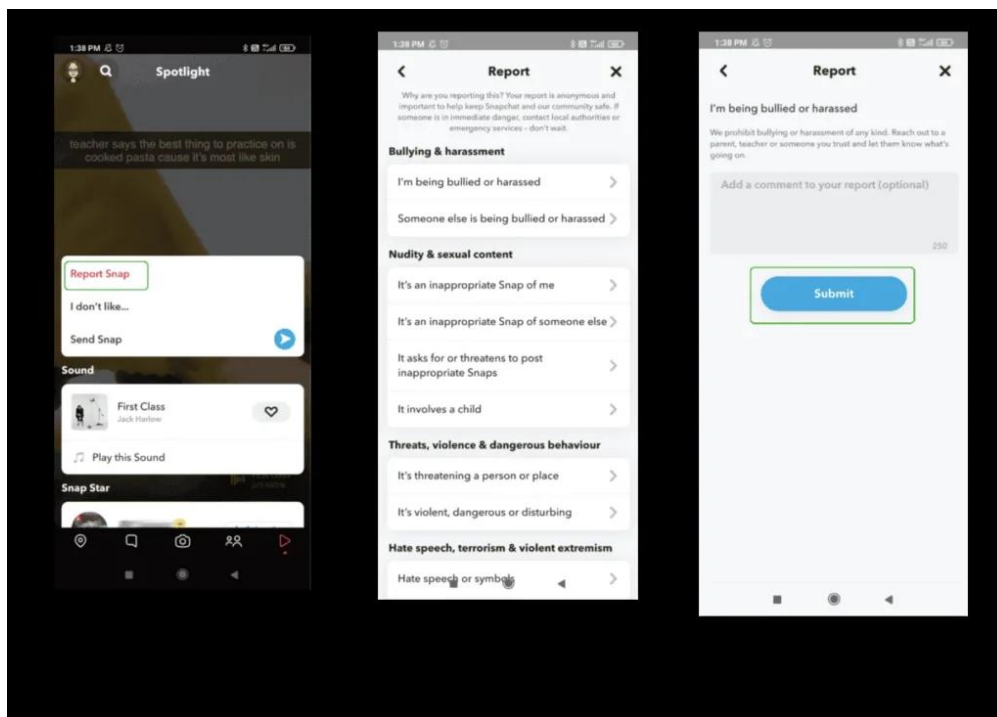 1:38 PM
Spotlight
teacher says the best thing to practice on is
cooked pasta cause it's most like skin
Report Snap
I don't like...
Send Snap
Sound
First Class
Jack Harlow
Play this Sound
Snap Star
1:38 PM
Report
Why are you reporting this? Your report is anonymous and
important to help keep Snapchat and our community safe. If
someone is in immediate danger, contact local authorities or
emergency services - don't wait.
Bullying & harassment
I'm being bullied or harassed
Someone else is being bullied or harassed
Nudity & sexual content
It's an inappropriate Snap of me
It's an inappropriate Snap of someone else
It asks for or threatens to post
inappropriate Snaps
It involves a child
Threats, violence & dangerous behaviour
It's threatening a person or place
It's violent, dangerous or disturbing
Hate speech, terrorism & violent extremism
Hate speech or symbols
1:38 PM
Report
I'm being bullied or harassed
We prohibit bullying or harassment of any kind. Reach out to a
parent, teacher or someone you trust and let them know what's
going on.
Add a comment to your report (optional)
250
Submit